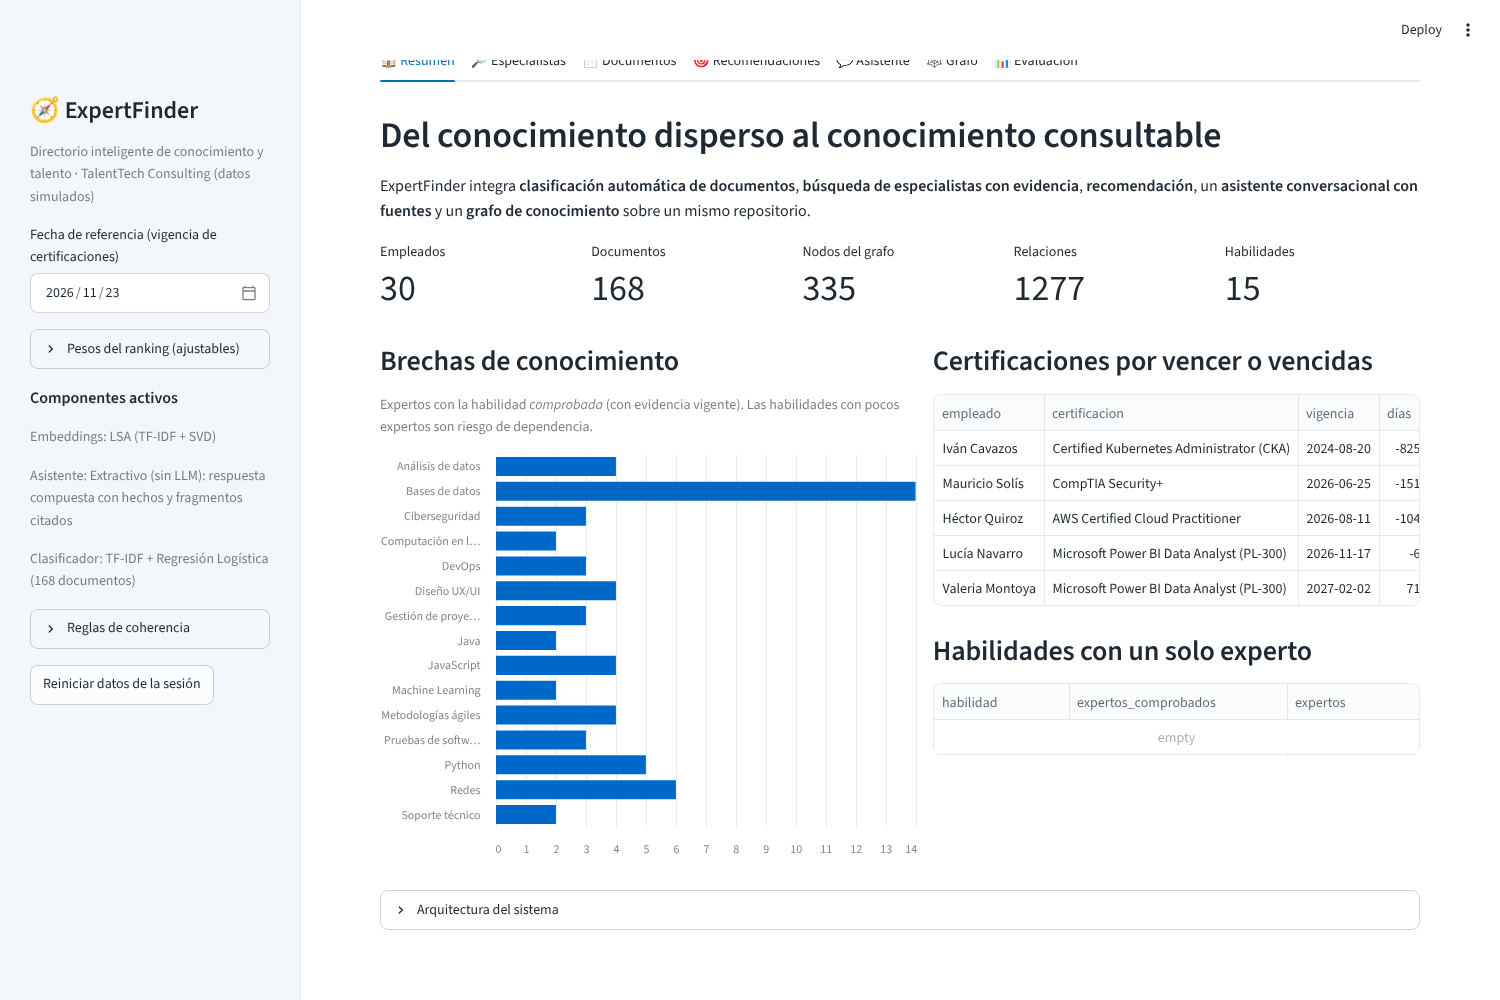 Deploy
ExpertFinder
Directorio inteligente de conocimiento y
talento · TalentTech Consulting (datos
simulados)
Fecha de referencia (vigencia de
certificaciones)
2026 / 11 / 23
Pesos del ranking (ajustables)
Componentes activos
Embeddings: LSA (TF-IDF + SVD)
Asistente: Extractivo (sin LLM): respuesta
compuesta con hechos y fragmentos
citados
Clasificador: TF-IDF + Regresión Logística
(168 documentos)
Reglas de coherencia
Reiniciar datos de la sesión
Resumen Especialistas Documentos Recomendaciones Asistente Grafo Evaluación
Del conocimiento disperso al conocimiento consultable
ExpertFinder integra clasificación automática de documentos, búsqueda de especialistas con evidencia, recomendación, un asistente conversacional con
fuentes y un grafo de conocimiento sobre un mismo repositorio.
Empleados Documentos Nodos del grafo Relaciones Habilidades
30 168 335 1277 15
Brechas de conocimiento
Expertos con la habilidad comprobada (con evidencia vigente). Las habilidades con pocos
expertos son riesgo de dependencia.
Análisis de datos
Bases de datos
Ciberseguridad
Computación en l…
DevOps
Diseño UX/UI
Gestión de proye…
Java
JavaScript
Machine Learning
Metodologías ágiles
Pruebas de softw…
Python
Redes
Soporte técnico
0 1 2 3 4 5 6 7 8 9 10 11 12 13 14
Certificaciones por vencer o vencidas
empleado certificacion vigencia días
Iván Cavazos Certified Kubernetes Administrator (CKA) 2024-08-20 -825
Mauricio Solís CompTIA Security+ 2026-06-25 -151
Héctor Quiroz AWS Certified Cloud Practitioner 2026-08-11 -104
Lucía Navarro Microsoft Power BI Data Analyst (PL-300) 2026-11-17 -6
Valeria Montoya Microsoft Power BI Data Analyst (PL-300) 2027-02-02 71
Habilidades con un solo experto
habilidad expertos_comprobados expertos
empty
Arquitectura del sistema